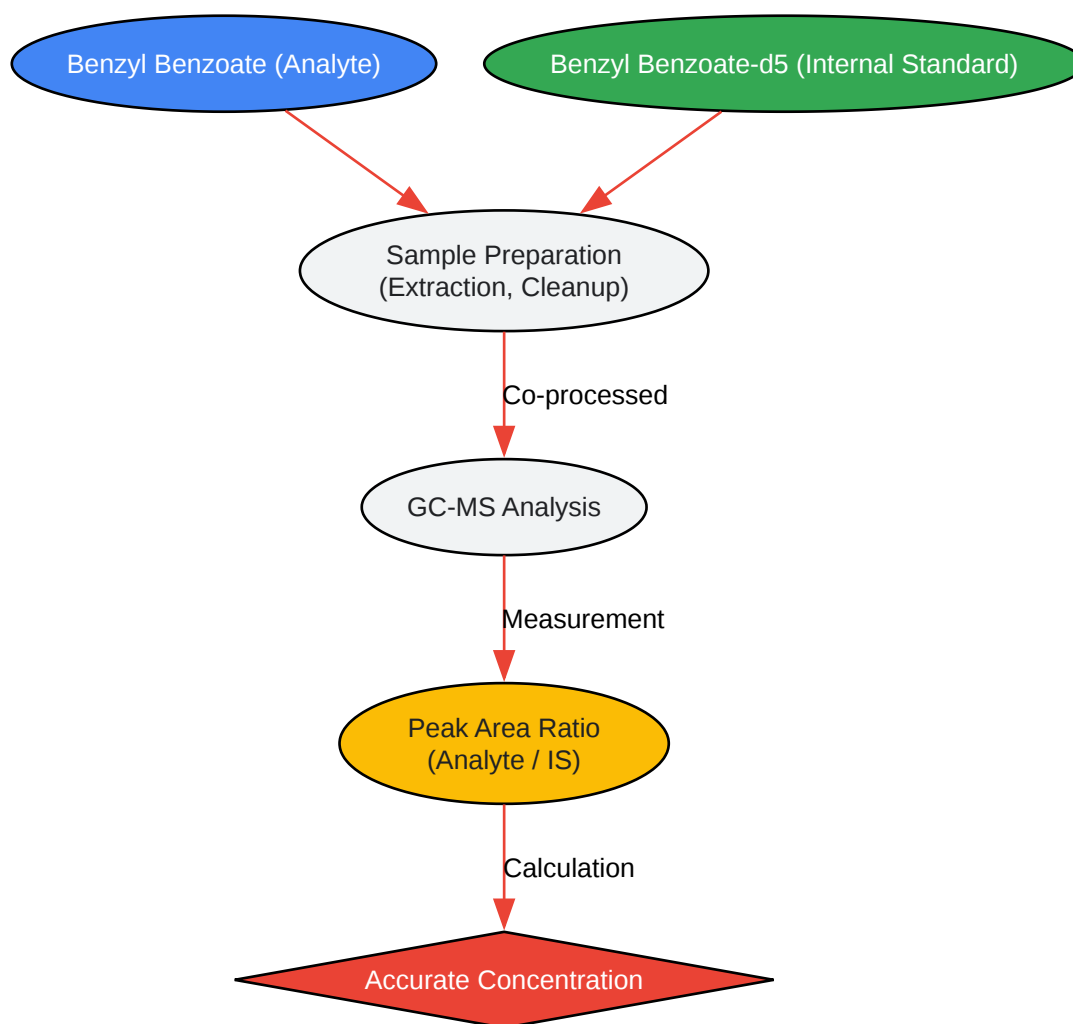 Benzyl Benzoate (Analyte)
Benzyl Benzoate-d5 (Internal Standard)
Sample Preparation
(Extraction, Cleanup)
Co-processed
GC-MS Analysis
Measurement
Peak Area Ratio
(Analyte / IS)
Calculation
Accurate Concentration